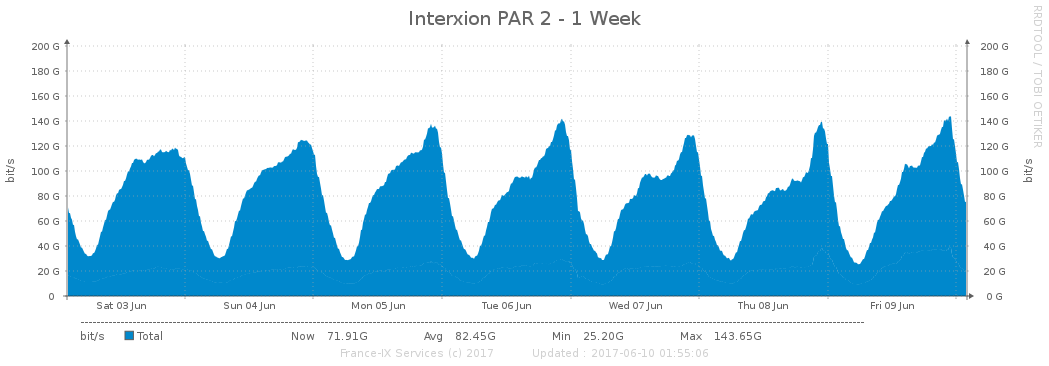 Interxion PAR 2 - 1 Week
RRDTOOL / TOBI OETIKER
200 G 200 G
180 G 180 G
160 G 160 G
140 G 140 G
120 G 120 G
100 G 100 G
80 G 80 G
60 G 60 G
40 G 40 G
20 G 20 G
0 0 G
bit/s bit/s
Sat 03 Jun Sun 04 Jun Mon 05 Jun Tue 06 Jun Wed 07 Jun Thu 08 Jun Fri 09 Jun
bit/s Total Now 71.91G Avg 82.45G Min 25.20G Max 143.65G
France-IX Services (c) 2017 Updated : 2017-06-10 01:55:06